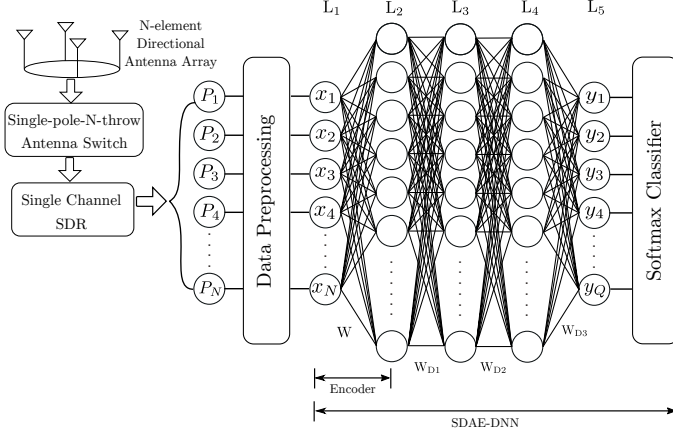 L1 L2 L3 L4 L5
N-element
Directional
Antenna Array
Single-pole-N-throw
Antenna Switch
Single Channel
SDR
P1
P2
P3
P4
PN
Data Preprocessing
x1
x2
x3
x4
xN
W
WD1
WD2
WD3
y1
y2
y3
y4
yQ
Softmax Classifier
Encoder
SDAE-DNN